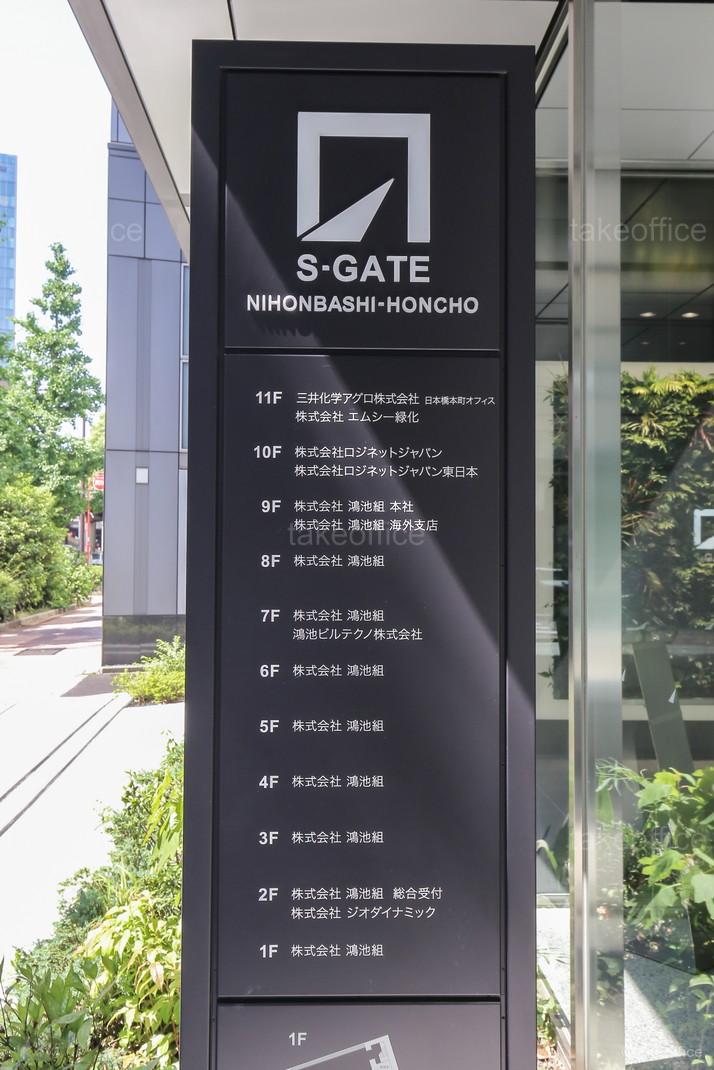 S-GATE
NIHONBASHI-HONCHO
11F 三井化学アグロ株式会社 日本橋本町オフィス
株式会社 エムシー緑化
10F 株式会社ロジネットジャパン
株式会社ロジネットジャパン東日本
9F 株式会社 鴻池組 本社
株式会社 鴻池組 海外支店
takeoffice
8F 株式会社 鴻池組
7F 株式会社 鴻池組
鴻池ビルテクノ株式会社
6F 株式会社 鴻池組
5F 株式会社 鴻池組
4F 株式会社 鴻池組
3F 株式会社 鴻池組
2F 株式会社 鴻池組 総合受付
株式会社 ジオダイナミック
1F 株式会社 鴻池組
1F
ce
takeoffice
takeoffice